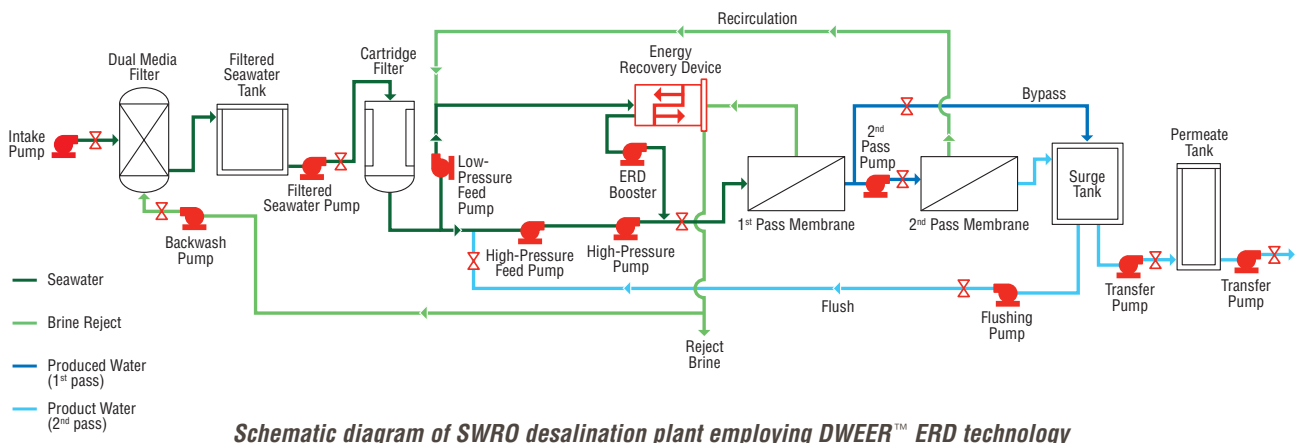 Recirculation
Dual Media
Filter
Filtered
Seawater
Tank
Cartridge
Filter
Energy
Recovery Device
Bypass
Intake
Pump
Filtered
Seawater Pump
Low-
Pressure
Feed
Pump
ERD
Booster
2nd
Pass
Pump
Permeate
Tank
Surge
Tank
1st Pass Membrane
2nd Pass Membrane
Backwash
Pump
High-Pressure
Feed Pump
High-Pressure
Pump
Transfer
Pump
Transfer
Pump
Flush
Flushing
Pump
Reject
Brine
Seawater
Brine Reject
Produced Water
(1st pass)
Product Water
(2nd pass)
Schematic diagram of SWRO desalination plant employing DWEER™ ERD technology